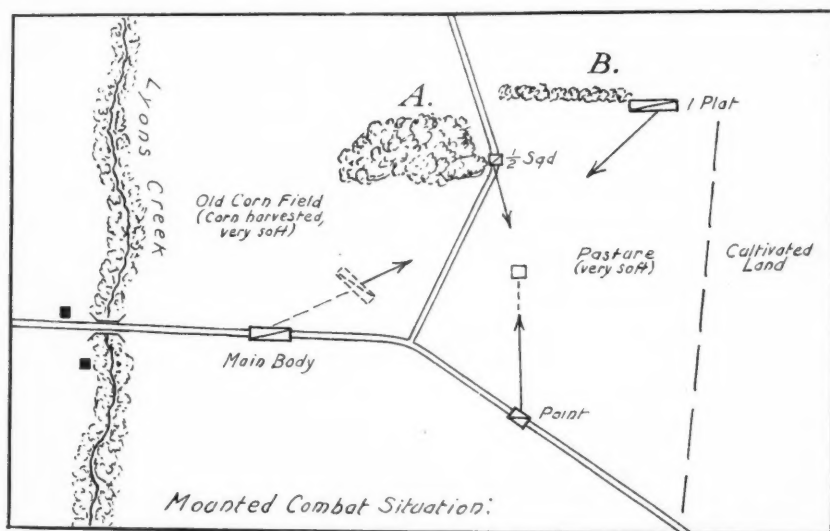 Lyons Creek
A.
B.
1 Plat
½ Sqd
Old Corn Field
(Corn harvested,
very soft)
Pasture
(very soft)
Cultivated
Land
Main Body
Point
Mounted Combat Situation: